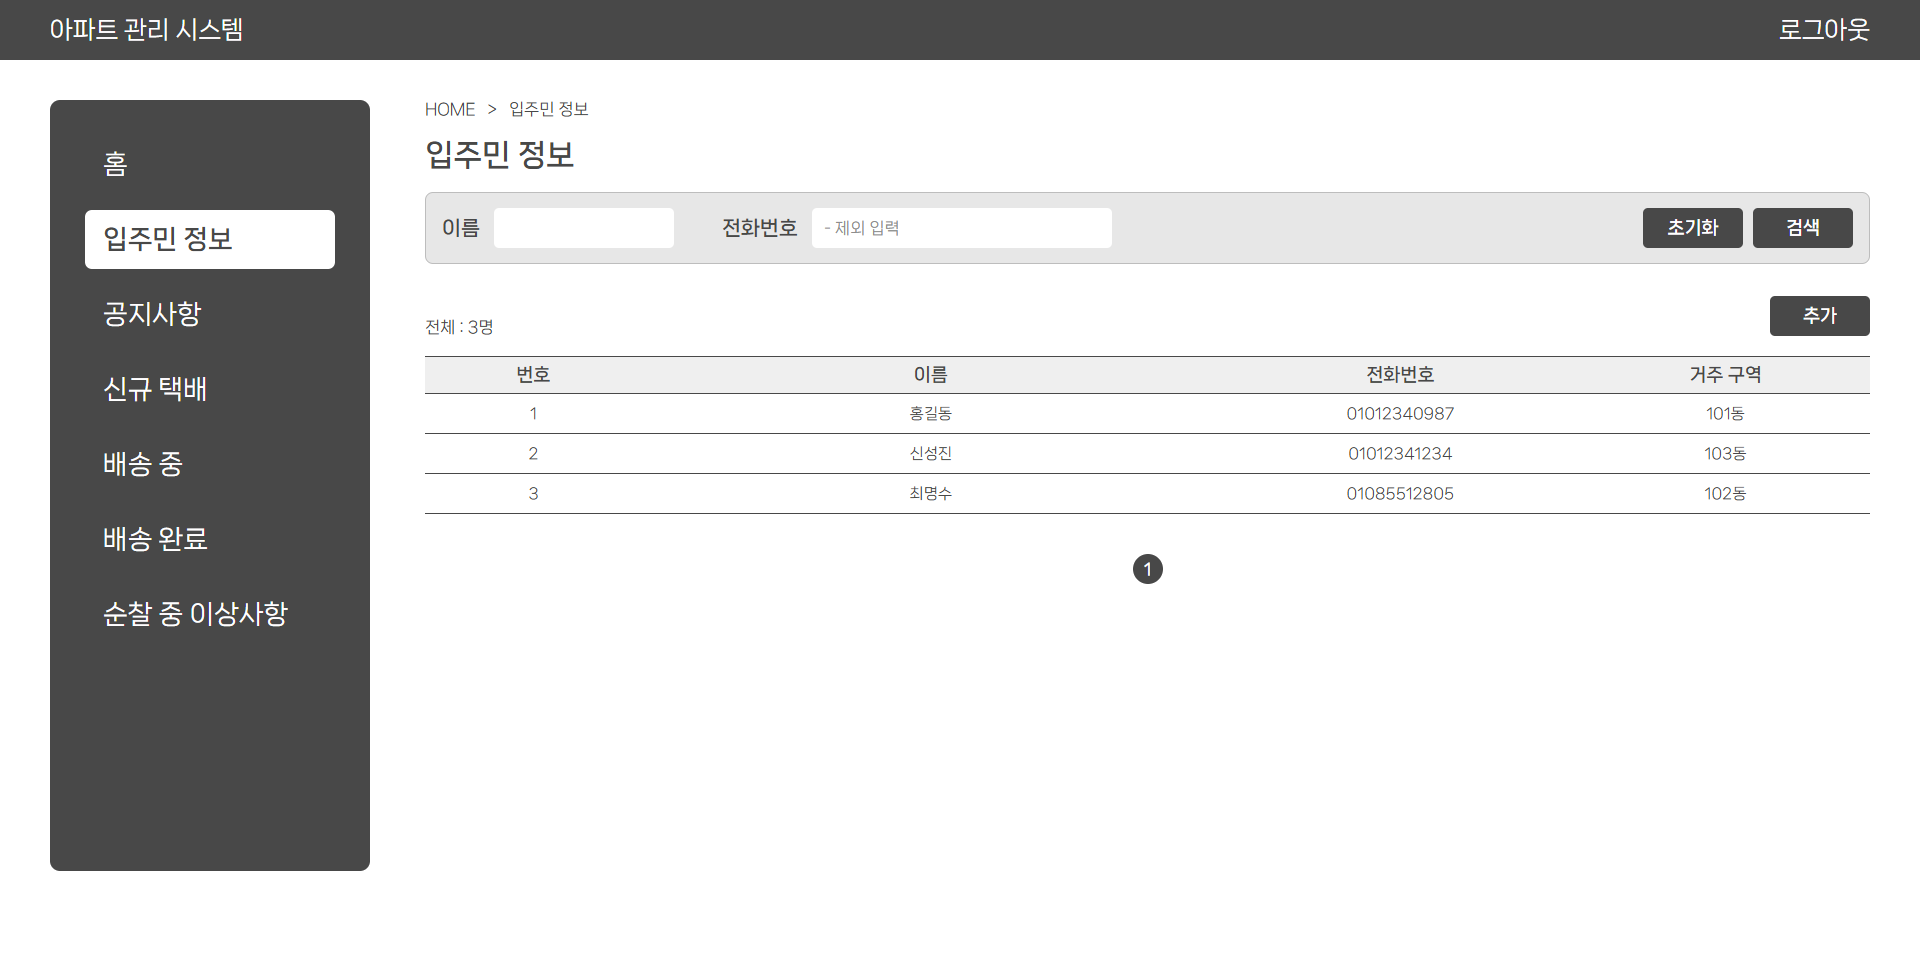 아파트 관리 시스템 로그아웃
홈
입주민 정보
공지사항
신규 택배
배송 중
배송 완료
순찰 중 이상사항
HOME > 입주민 정보
입주민 정보
이름 전화번호 - 제외 입력 초기화 검색
전체 : 3명 추가
번호 이름 전화번호 거주 구역
1 홍길동 01012340987 101동
2 신성진 01012341234 103동
3 최명수 01085512805 102동
1